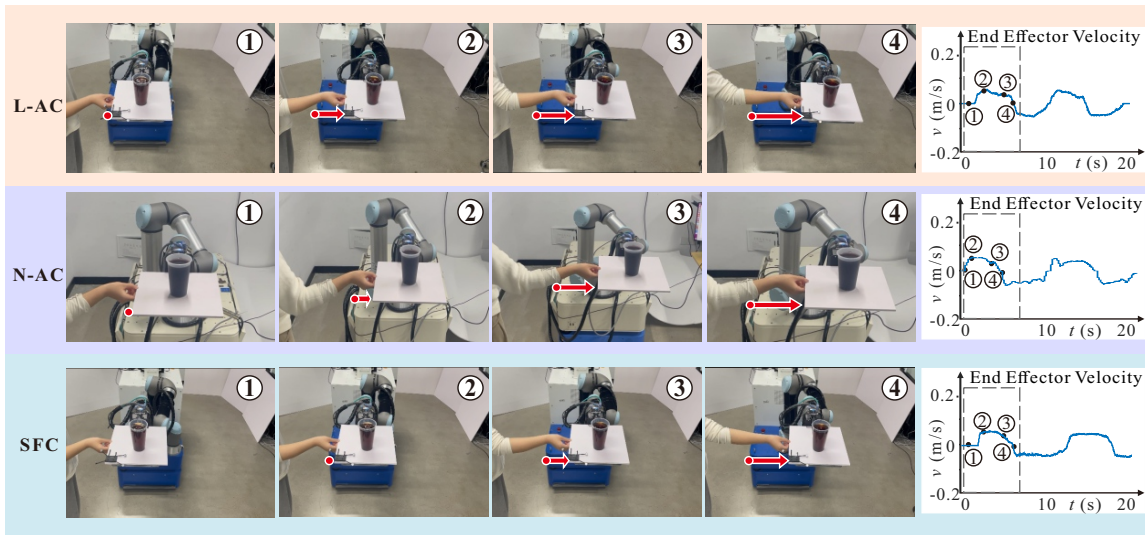 L-AC
① ② ③ ④
End Effector Velocity
v (m/s)
0.2
0
-0.2
② ③
① ④
0 10 t (s) 20
N-AC
① ② ③ ④
End Effector Velocity
v (m/s)
0.2
0
-0.2
② ③
① ④
0 10 t (s) 20
SFC
① ② ③ ④
End Effector Velocity
v (m/s)
0.2
0
-0.2
② ③
① ④
0 10 t (s) 20